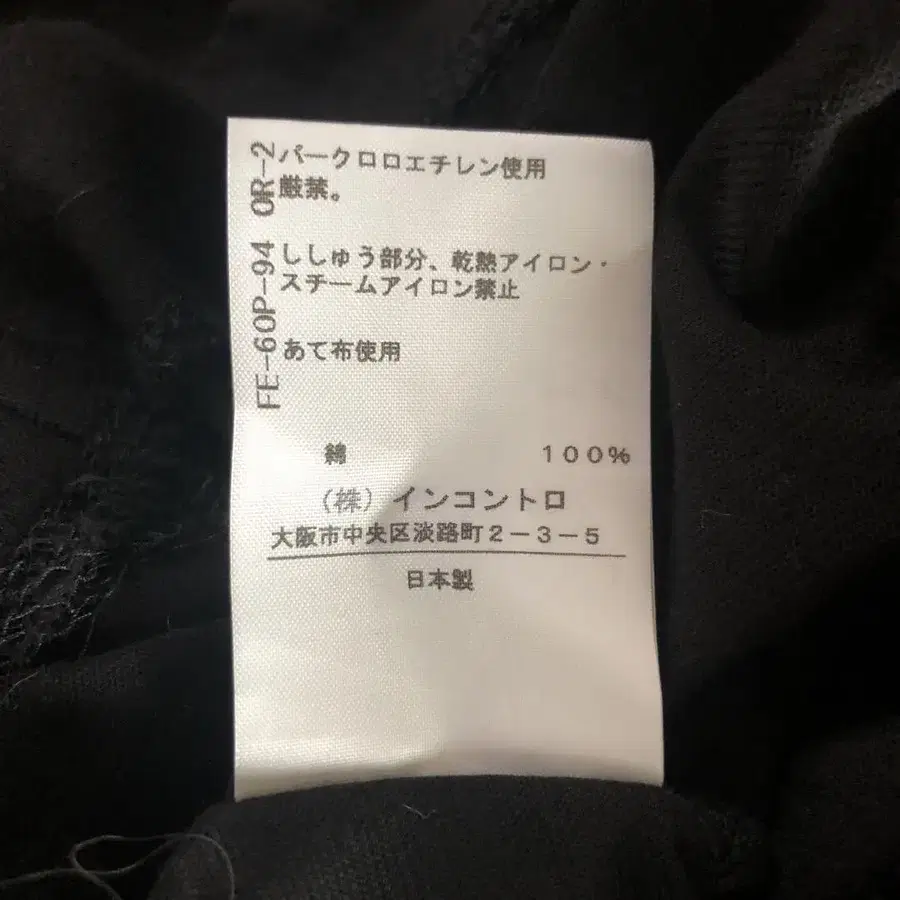 パークロロエチレン使用
厳禁。
ししゅう部分、乾熱アイロン・
スチームアイロン禁止
あて布使用
綿 100%
(株)インコントロ
大阪市中央区淡路町2-3-5
日本製
FE-60P-94 OR-2